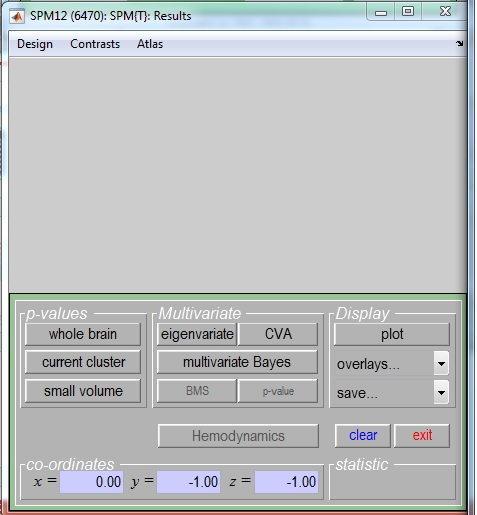 SPM12 (6470): SPM{T}: Results
Design Contrasts Atlas
p-values Multivariate Display
whole brain eigenvariate CVA plot
current cluster multivariate Bayes overlays...
small volume BMS p-value save...
Hemodynamics clear exit
co-ordinates statistic
x = 0.00 y = -1.00 z = -1.00